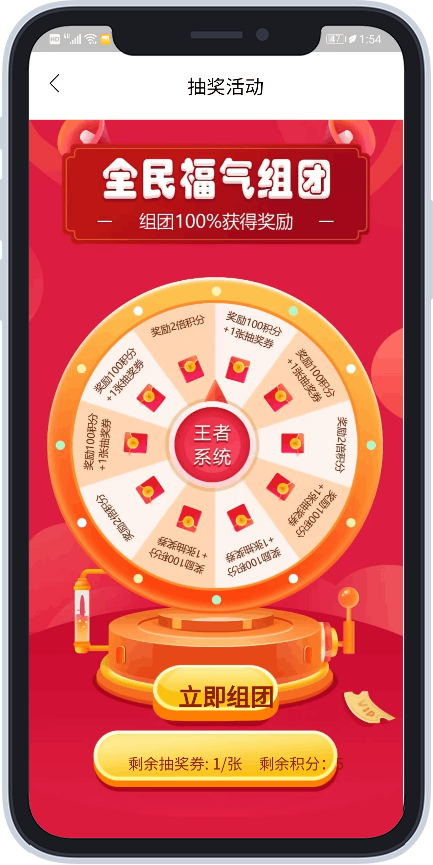 HD
47
1:54
抽奖活动
全民福气组团
组团100%获得奖励
奖励2倍积分
奖励100积分
+1张抽奖券
奖励100积分
+1张抽奖券
奖励2倍积分
奖励100积分
+1张抽奖券
奖励100积分
+1张抽奖券
奖励100积分
+1张抽奖券
奖励2倍积分
奖励100积分
+1张抽奖券
奖励100积分
+1张抽奖券
王者
系统
立即组团
VIP
剩余抽奖券: 1/张 剩余积分: 5